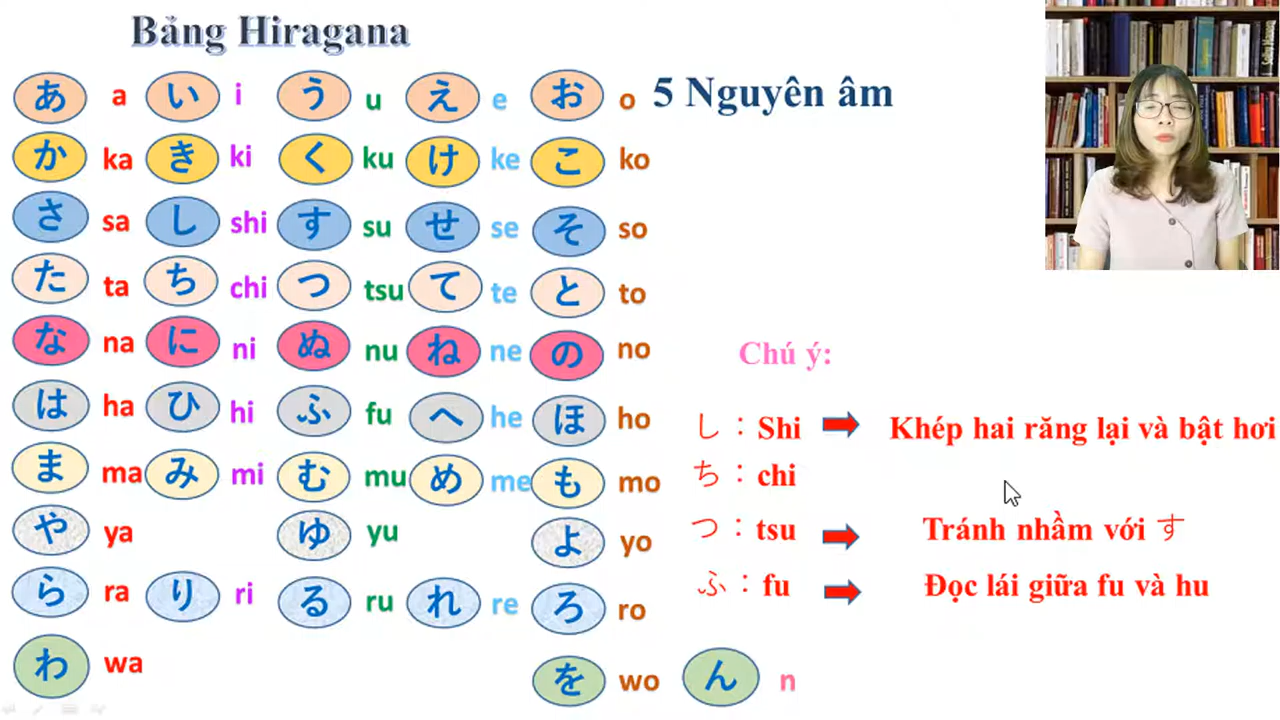 Bảng Hiragana
あ a い i う u え e お o 5 Nguyên âm
か ka き ki く ku け ke こ ko
さ sa し shi す su せ se そ so
た ta ち chi つ tsu て te と to
な na に ni ぬ nu ね ne の no
は ha ひ hi ふ fu へ he ほ ho
ま ma み mi む mu め me も mo
や ya ゆ yu よ yo
ら ra り ri る ru れ re ろ ro
わ wa を wo ん n
Chú ý:
し : Shi Khép hai răng lại và bật hơi
ち : chi
つ : tsu Tránh nhầm với す
ふ : fu Đọc lái giữa fu và hu